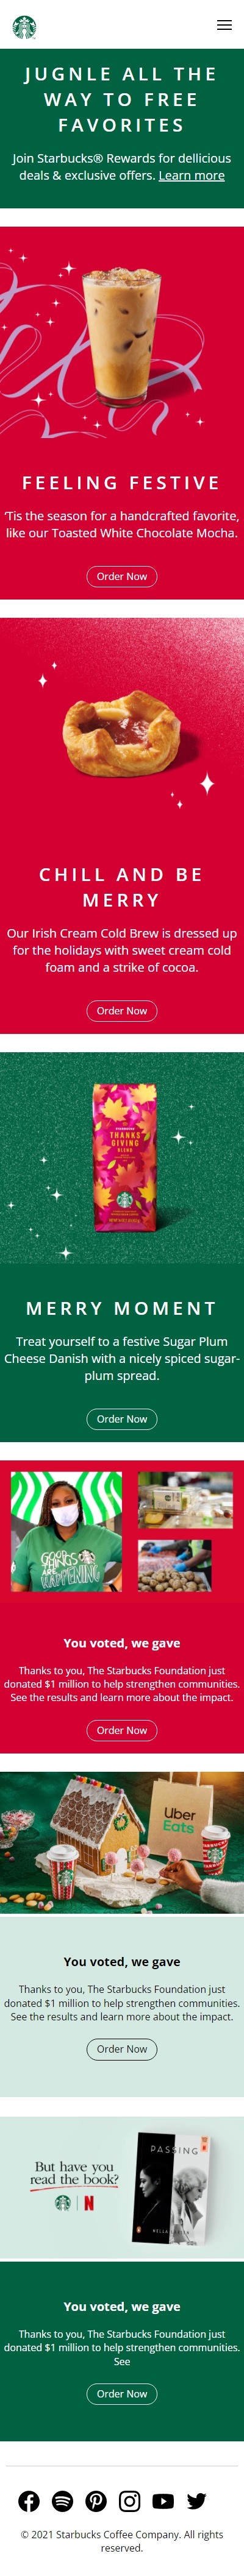 JUGNLE ALL THE
WAY TO FREE
FAVORITES
Join Starbucks® Rewards for dellicious
deals & exclusive offers. Learn more
FEELING FESTIVE
'Tis the season for a handcrafted favorite,
like our Toasted White Chocolate Mocha.
Order Now
CHILL AND BE
MERRY
Our Irish Cream Cold Brew is dressed up
for the holidays with sweet cream cold
foam and a strike of cocoa.
Order Now
THANKS
GIVING
BLEND
MERRY MOMENT
Treat yourself to a festive Sugar Plum
Cheese Danish with a nicely spiced sugar-
plum spread.
Order Now
ARE
HAPPENING
You voted, we gave
Thanks to you, The Starbucks Foundation just
donated $1 million to help strengthen communities.
See the results and learn more about the impact.
Order Now
Uber
Eats
You voted, we gave
Thanks to you, The Starbucks Foundation just
donated $1 million to help strengthen communities.
See the results and learn more about the impact.
Order Now
But have you
read the book?
N
PASSING
NELLA LARSEN
You voted, we gave
Thanks to you, The Starbucks Foundation just
donated $1 million to help strengthen communities.
See
Order Now
© 2021 Starbucks Coffee Company. All rights
reserved.